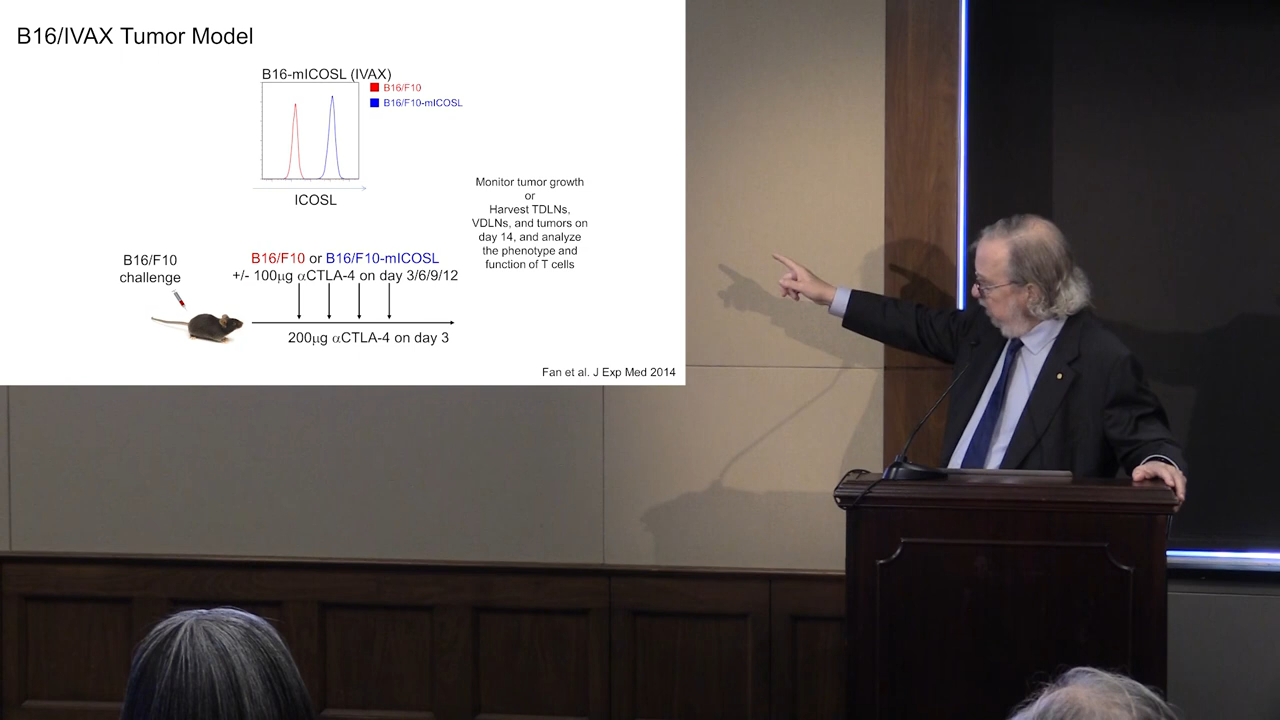 B16/IVAX Tumor Model
B16-mICOSL (IVAX)
B16/F10
B16/F10-mICOSL
ICOSL
Monitor tumor growth
or
Harvest TDLNs,
VDLNs, and tumors on
day 14, and analyze
the phenotype and
function of T cells
B16/F10
challenge
B16/F10 or B16/F10-mICOSL
+/- 100μg αCTLA-4 on day 3/6/9/12
200μg αCTLA-4 on day 3
Fan et al. J Exp Med 2014